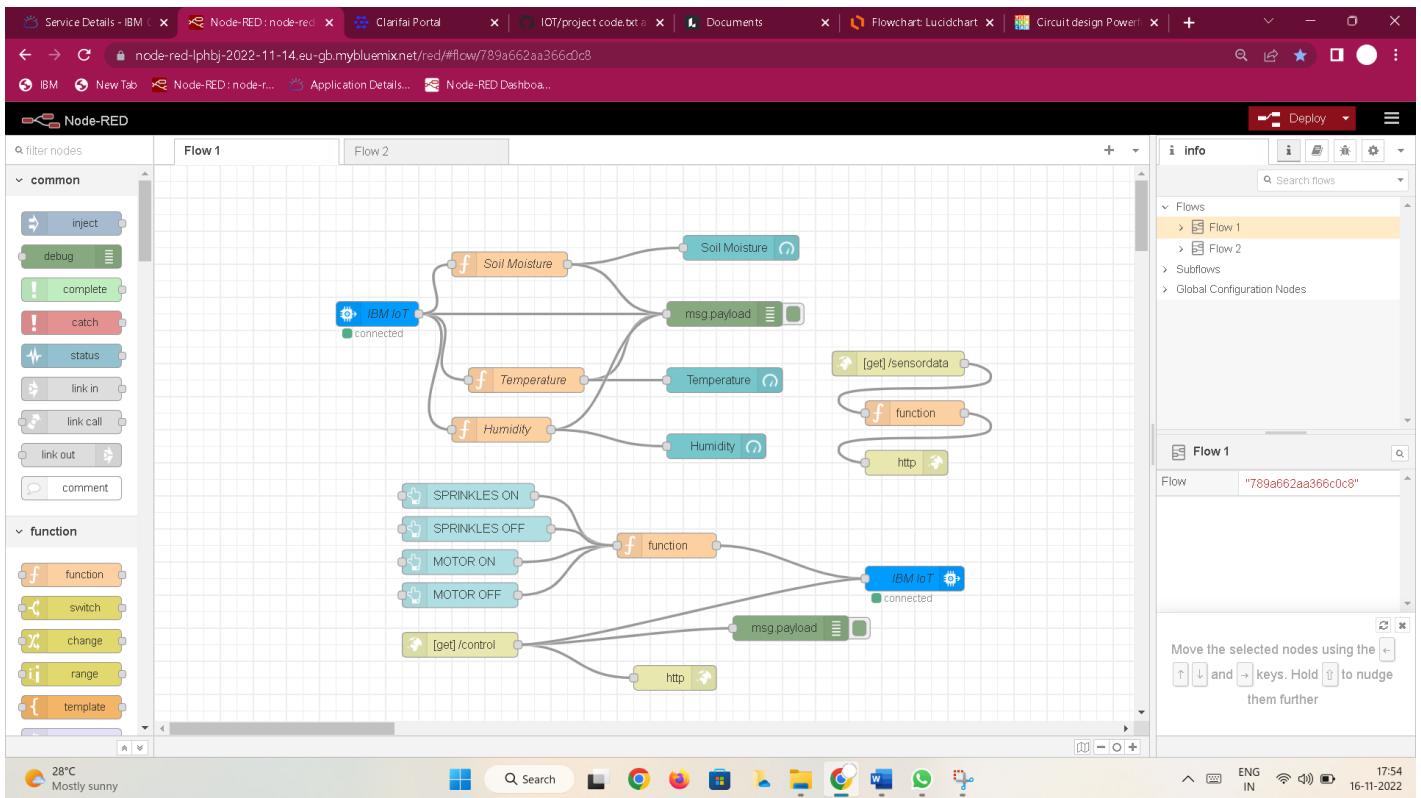 Service Details - IBM C
Node-RED : node-red
Clarifai Portal
IOT/project code.txt a
Documents
Flowchart: Lucidchart
Circuit design Powerf
node-red-lphbj-2022-11-14.eu-gb.mybluemix.net/red/#flow/789a662aa366c0c8
IBM
New Tab
Node-RED : node-r...
Application Details...
Node-RED Dashboa...
Node-RED
Deploy
filter nodes
Flow 1
Flow 2
i info
i
Search flows
common
inject
debug
complete
catch
status
link in
link call
link out
comment
function
function
switch
change
range
template
Soil Moisture
Soil Moisture
IBM IoT
connected
msg.payload
Temperature
Temperature
Humidity
Humidity
[get] /sensordata
function
http
SPRINKLES ON
SPRINKLES OFF
MOTOR ON
MOTOR OFF
function
IBM IoT
connected
[get] /control
msg.payload
http
Flows
Flow 1
Flow 2
Subflows
Global Configuration Nodes
Flow 1
Flow "789a662aa366c0c8"
Move the selected nodes using the ←
↑ ↓ and → keys. Hold ⇧ to nudge
them further
28°C
Mostly sunny
Search
ENG
IN
17:54
16-11-2022